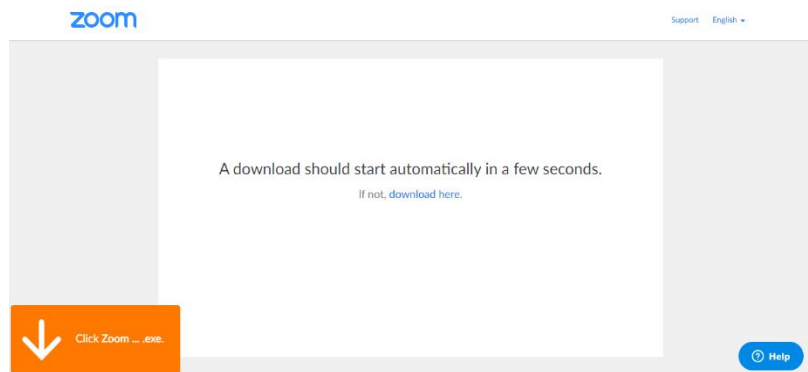 zoom
Support English
A download should start automatically in a few seconds.
If not, download here.
Click Zoom ... .exe.
Help